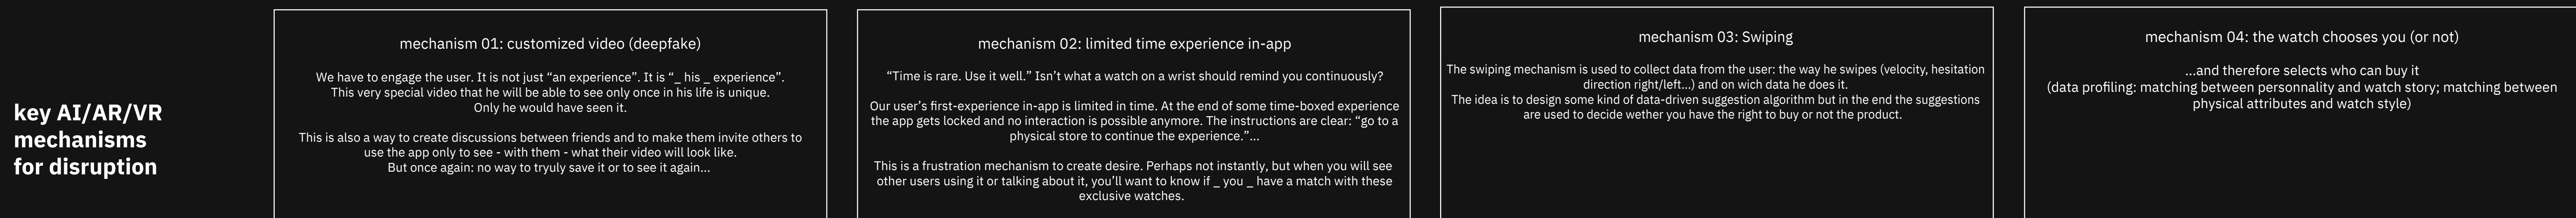 key AI/AR/VR
mechanisms
for disruption
mechanism 01: customized video (deepfake)
We have to engage the user. It is not just “an experience”. It is “_ his _ experience”.
This very special video that he will be able to see only once in his life is unique.
Only he would have seen it.
This is also a way to create discussions between friends and to make them invite others to
use the app only to see - with them - what their video will look like.
But once again: no way to tryuly save it or to see it again...
mechanism 02: limited time experience in-app
“Time is rare. Use it well.” Isn’t what a watch on a wrist should remind you continuously?
Our user’s first-experience in-app is limited in time. At the end of some time-boxed experience
the app gets locked and no interaction is possible anymore. The instructions are clear: “go to a
physical store to continue the experience.”...
This is a frustration mechanism to create desire. Perhaps not instantly, but when you will see
other users using it or talking about it, you’ll want to know if _ you _ have a match with these
exclusive watches.
mechanism 03: Swiping
The swiping mechanism is used to collect data from the user: the way he swipes (velocity, hesitation
direction right/left...) and on wich data he does it.
The idea is to design some kind of data-driven suggestion algorithm but in the end the suggestions
are used to decide wether you have the right to buy or not the product.
mechanism 04: the watch chooses you (or not)
...and therefore selects who can buy it
(data profiling: matching between personnality and watch story; matching between
physical attributes and watch style)